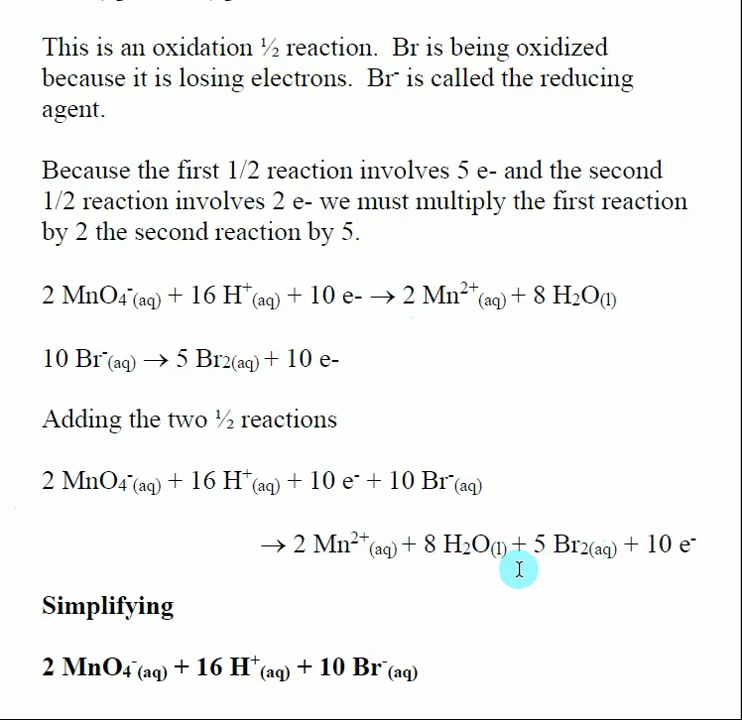 This is an oxidation ½ reaction. Br is being oxidized
because it is losing electrons. Br⁻ is called the reducing
agent.
Because the first 1/2 reaction involves 5 e- and the second
1/2 reaction involves 2 e- we must multiply the first reaction
by 2 the second reaction by 5.
2 MnO₄⁻(aq) + 16 H⁺(aq) + 10 e- → 2 Mn²⁺(aq) + 8 H₂O(l)
10 Br⁻(aq) → 5 Br₂(aq) + 10 e-
Adding the two ½ reactions
2 MnO₄⁻(aq) + 16 H⁺(aq) + 10 e⁻ + 10 Br⁻(aq)
→ 2 Mn²⁺(aq) + 8 H₂O(l) + 5 Br₂(aq) + 10 e⁻
Simplifying
2 MnO₄⁻(aq) + 16 H⁺(aq) + 10 Br⁻(aq)